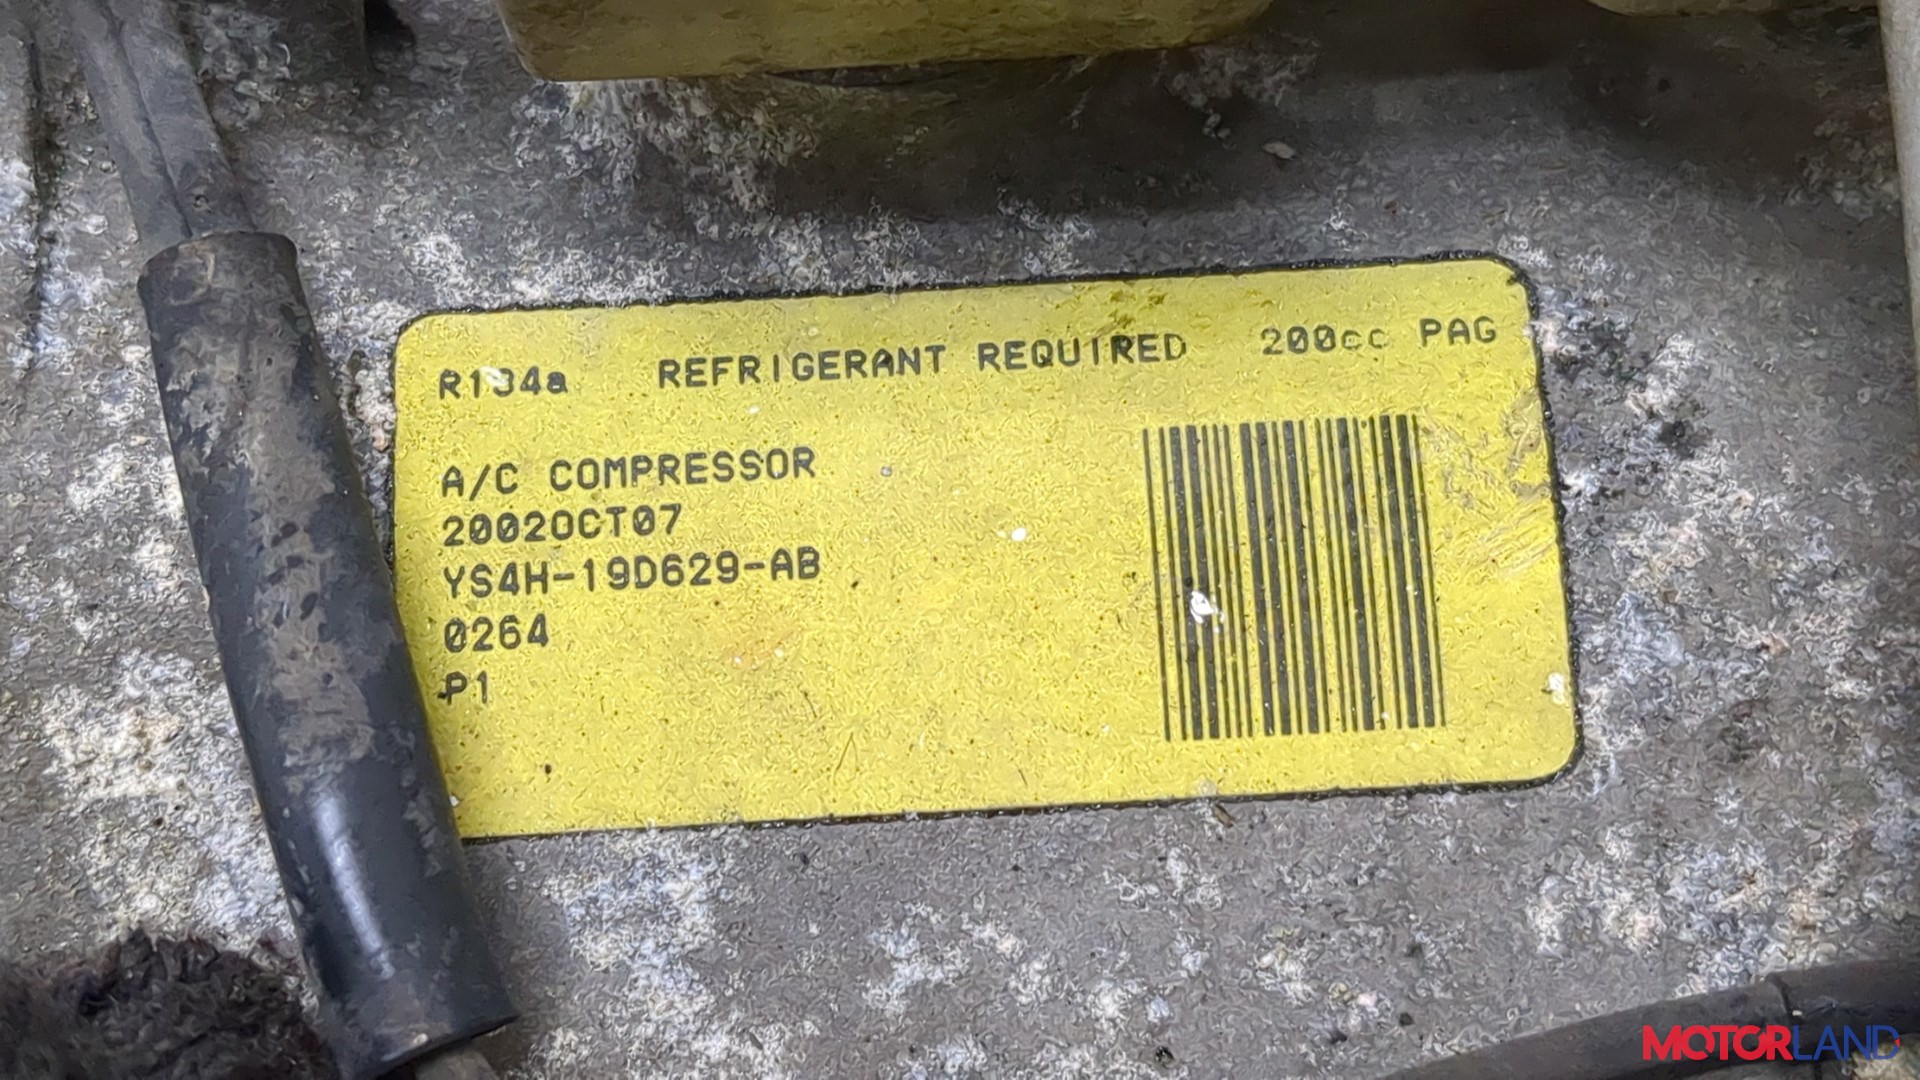 R134a REFRIGERANT REQUIRED 200cc PAG
A/C COMPRESSOR
2002OCT07
YS4H-19D629-AB
0264
P1
MOTORLAND